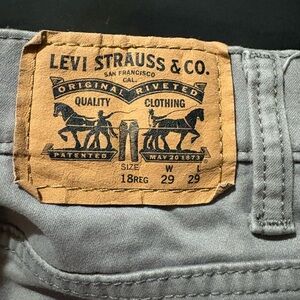 LEVI STRAUSS & CO.
SAN FRANCISCO
CAL.
ORIGINAL RIVETED
QUALITY CLOTHING
PATENTED MAY 20 1873
SIZE W L
18REG 29 29